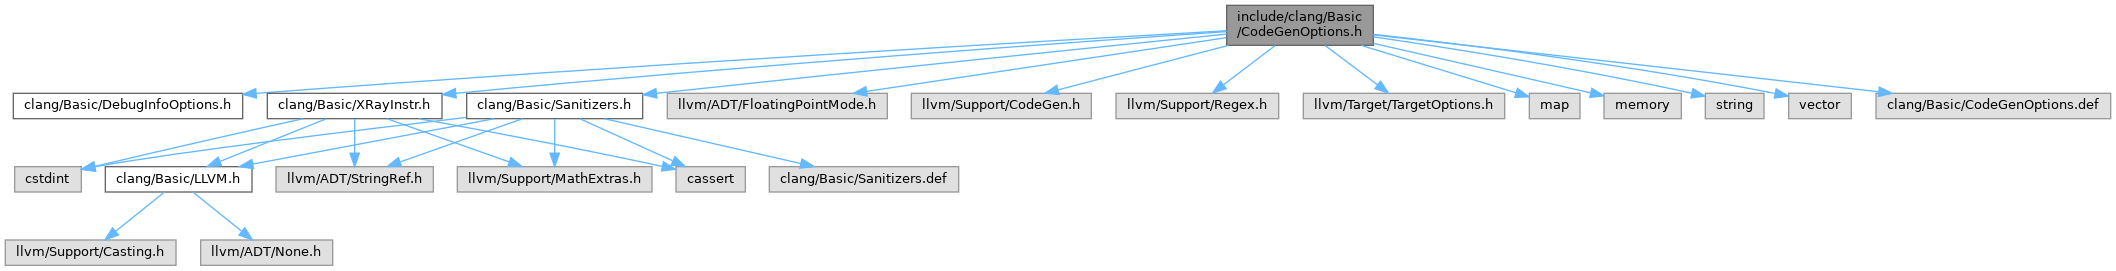 include/clang/Basic
/CodeGenOptions.h
clang/Basic/DebugInfoOptions.h
clang/Basic/XRayInstr.h
clang/Basic/Sanitizers.h
llvm/ADT/FloatingPointMode.h
llvm/Support/CodeGen.h
llvm/Support/Regex.h
llvm/Target/TargetOptions.h
map
memory
string
vector
clang/Basic/CodeGenOptions.def
cstdint
clang/Basic/LLVM.h
llvm/ADT/StringRef.h
llvm/Support/MathExtras.h
cassert
clang/Basic/Sanitizers.def
llvm/Support/Casting.h
llvm/ADT/None.h